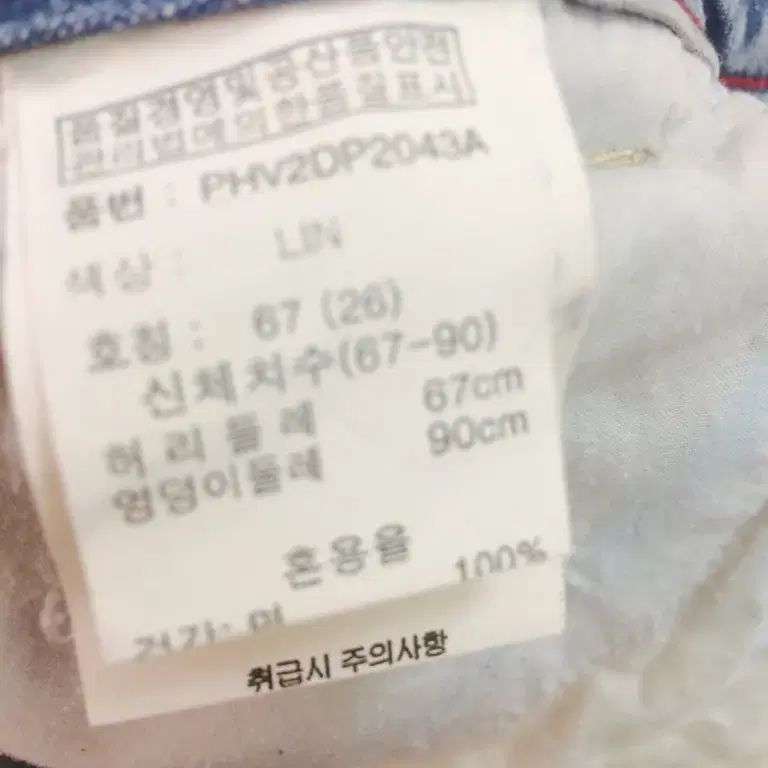 품질경영및공산품안전
관리법에의한품질표시
품번 : PHV2DP2043A
색상 : LIN
호칭 : 67 (26)
신체치수(67-90)
허리둘레 67cm
엉덩이둘레 90cm
혼용율
겉감: 면 100%
취급시 주의사항